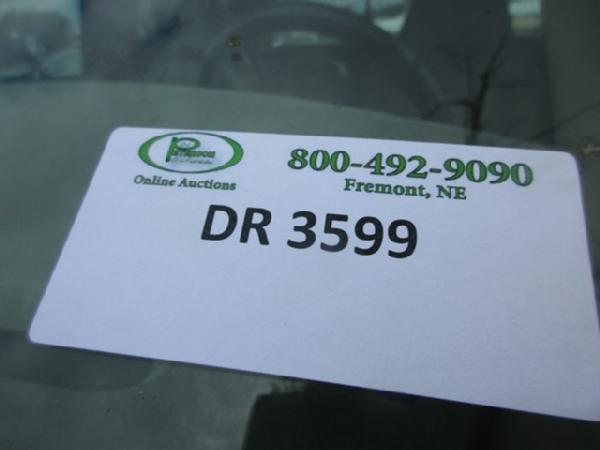 Online Auctions
800-492-9090
Fremont, NE
DR 3599